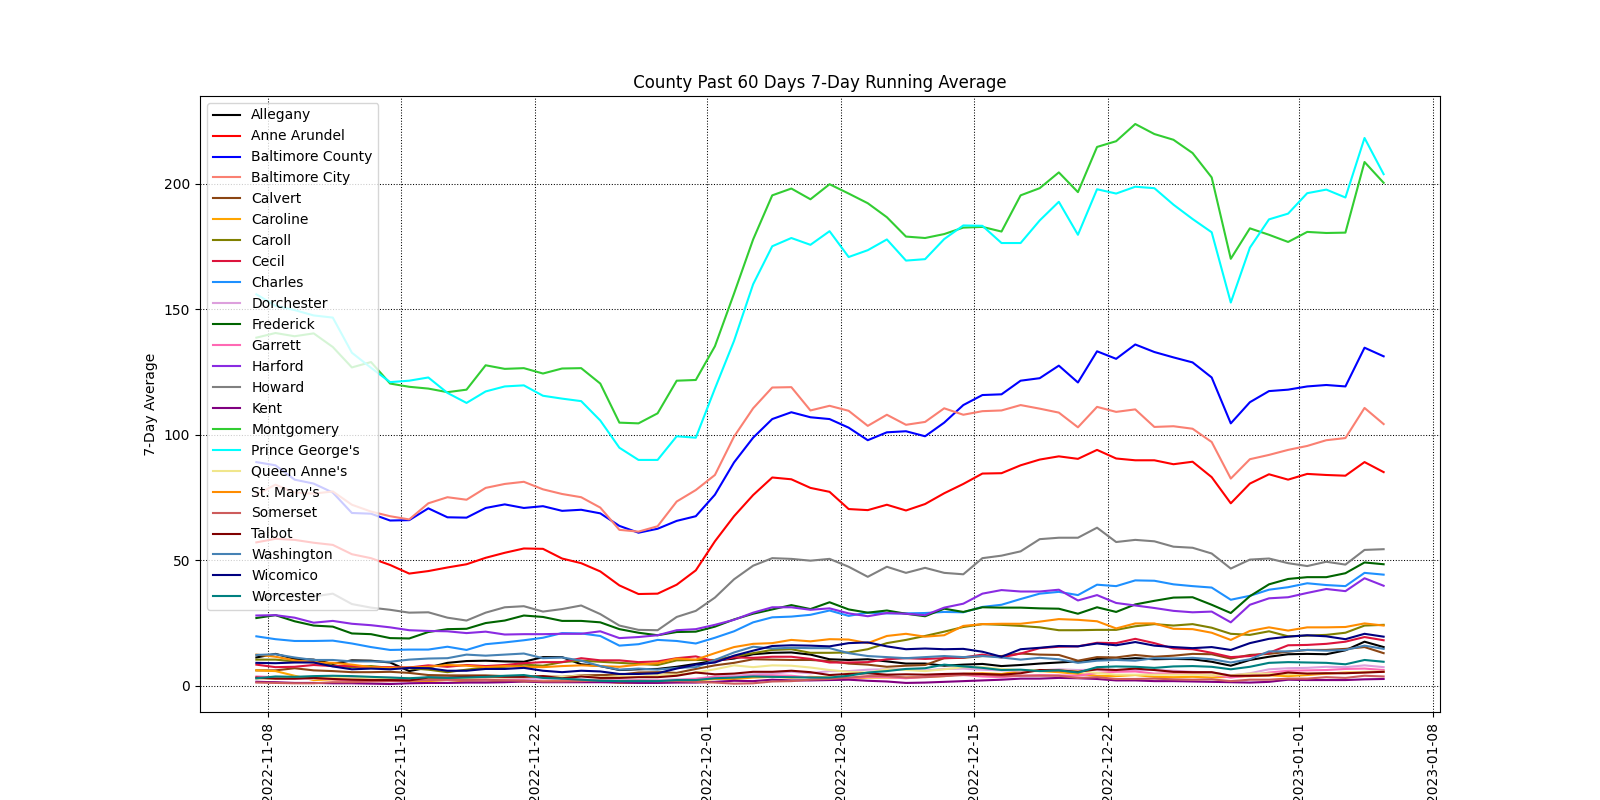 County Past 60 Days 7-Day Running Average
7-Day Average
200
150
100
50
0
Allegany
Anne Arundel
Baltimore County
Baltimore City
Calvert
Caroline
Caroll
Cecil
Charles
Dorchester
Frederick
Garrett
Harford
Howard
Kent
Montgomery
Prince George's
Queen Anne's
St. Mary's
Somerset
Talbot
Washington
Wicomico
Worcester
2022-11-08
2022-11-15
2022-11-22
2022-12-01
2022-12-08
2022-12-15
2022-12-22
2023-01-01
2023-01-08